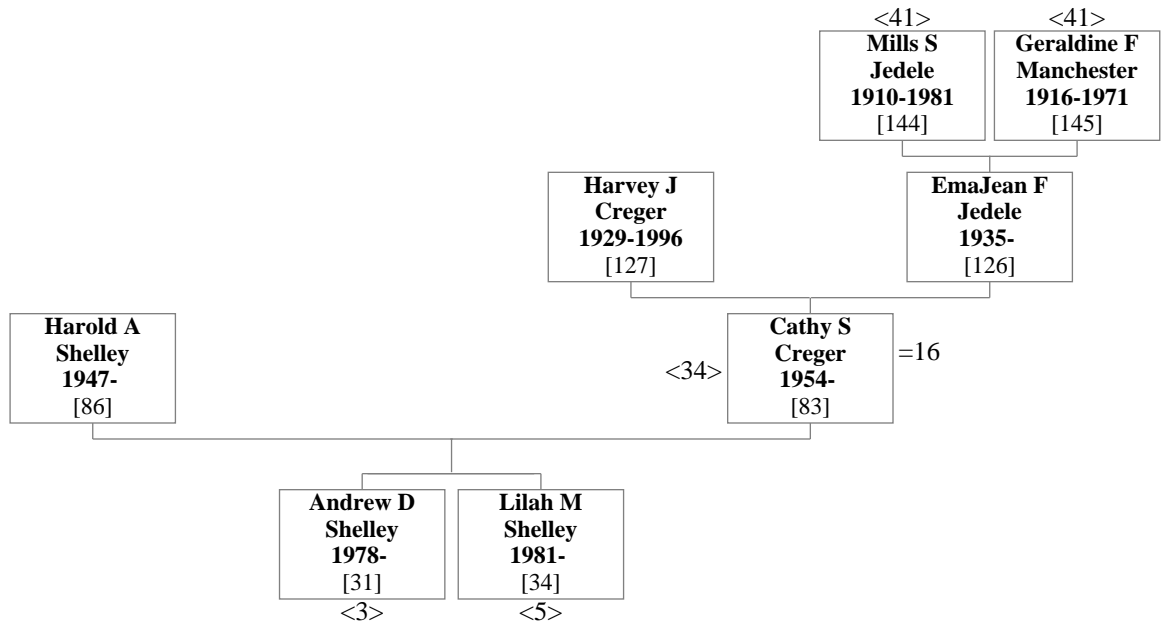 <41>
<41>
Mills S
Jedele
1910-1981
[144]
Geraldine F
Manchester
1916-1971
[145]
Harvey J
Creger
1929-1996
[127]
EmaJean F
Jedele
1935-
[126]
Harold A
Shelley
1947-
[86]
<34>
Cathy S
Creger
1954-
[83]
=16
Andrew D
Shelley
1978-
[31]
<3>
Lilah M
Shelley
1981-
[34]
<5>